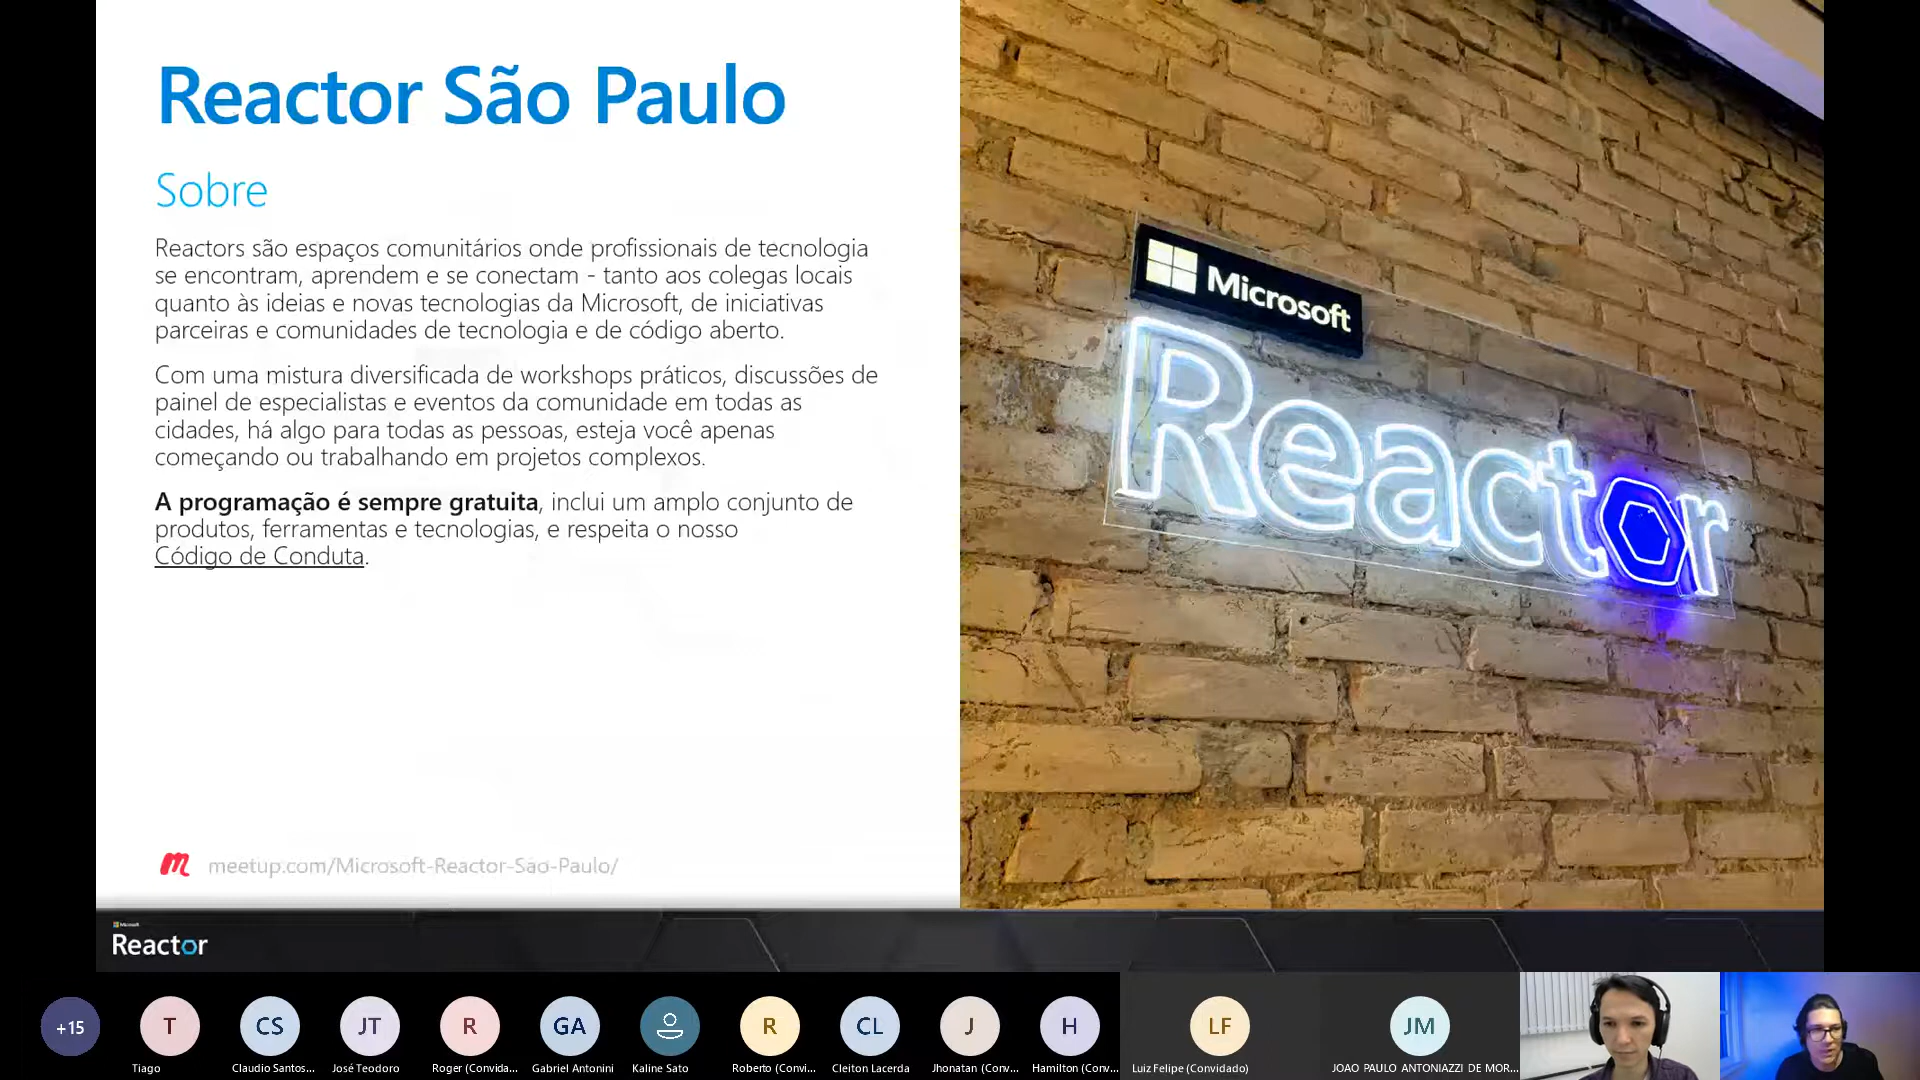 Reactor São Paulo
Sobre
Reactors são espaços comunitários onde profissionais de tecnologia
se encontram, aprendem e se conectam - tanto aos colegas locais
quanto às ideias e novas tecnologias da Microsoft, de iniciativas
parceiras e comunidades de tecnologia e de código aberto.
Com uma mistura diversificada de workshops práticos, discussões de
painel de especialistas e eventos da comunidade em todas as
cidades, há algo para todas as pessoas, esteja você apenas
começando ou trabalhando em projetos complexos.
A programação é sempre gratuita, inclui um amplo conjunto de
produtos, ferramentas e tecnologias, e respeita o nosso
Código de Conduta.
meetup.com/Microsoft-Reactor-Sao-Paulo/
Microsoft
Reactor
Microsoft
Reactor
+15
T
CS
JT
R
GA
R
CL
J
H
LF
JM
Tiago
Claudio Santos...
José Teodoro
Roger (Convida...
Gabriel Antonini
Kaline Sato
Roberto (Convi...
Cleiton Lacerda
Jhonatan (Conv...
Hamilton (Conv...
Luiz Felipe (Convidado)
JOAO PAULO ANTONIAZZI DE MOR...